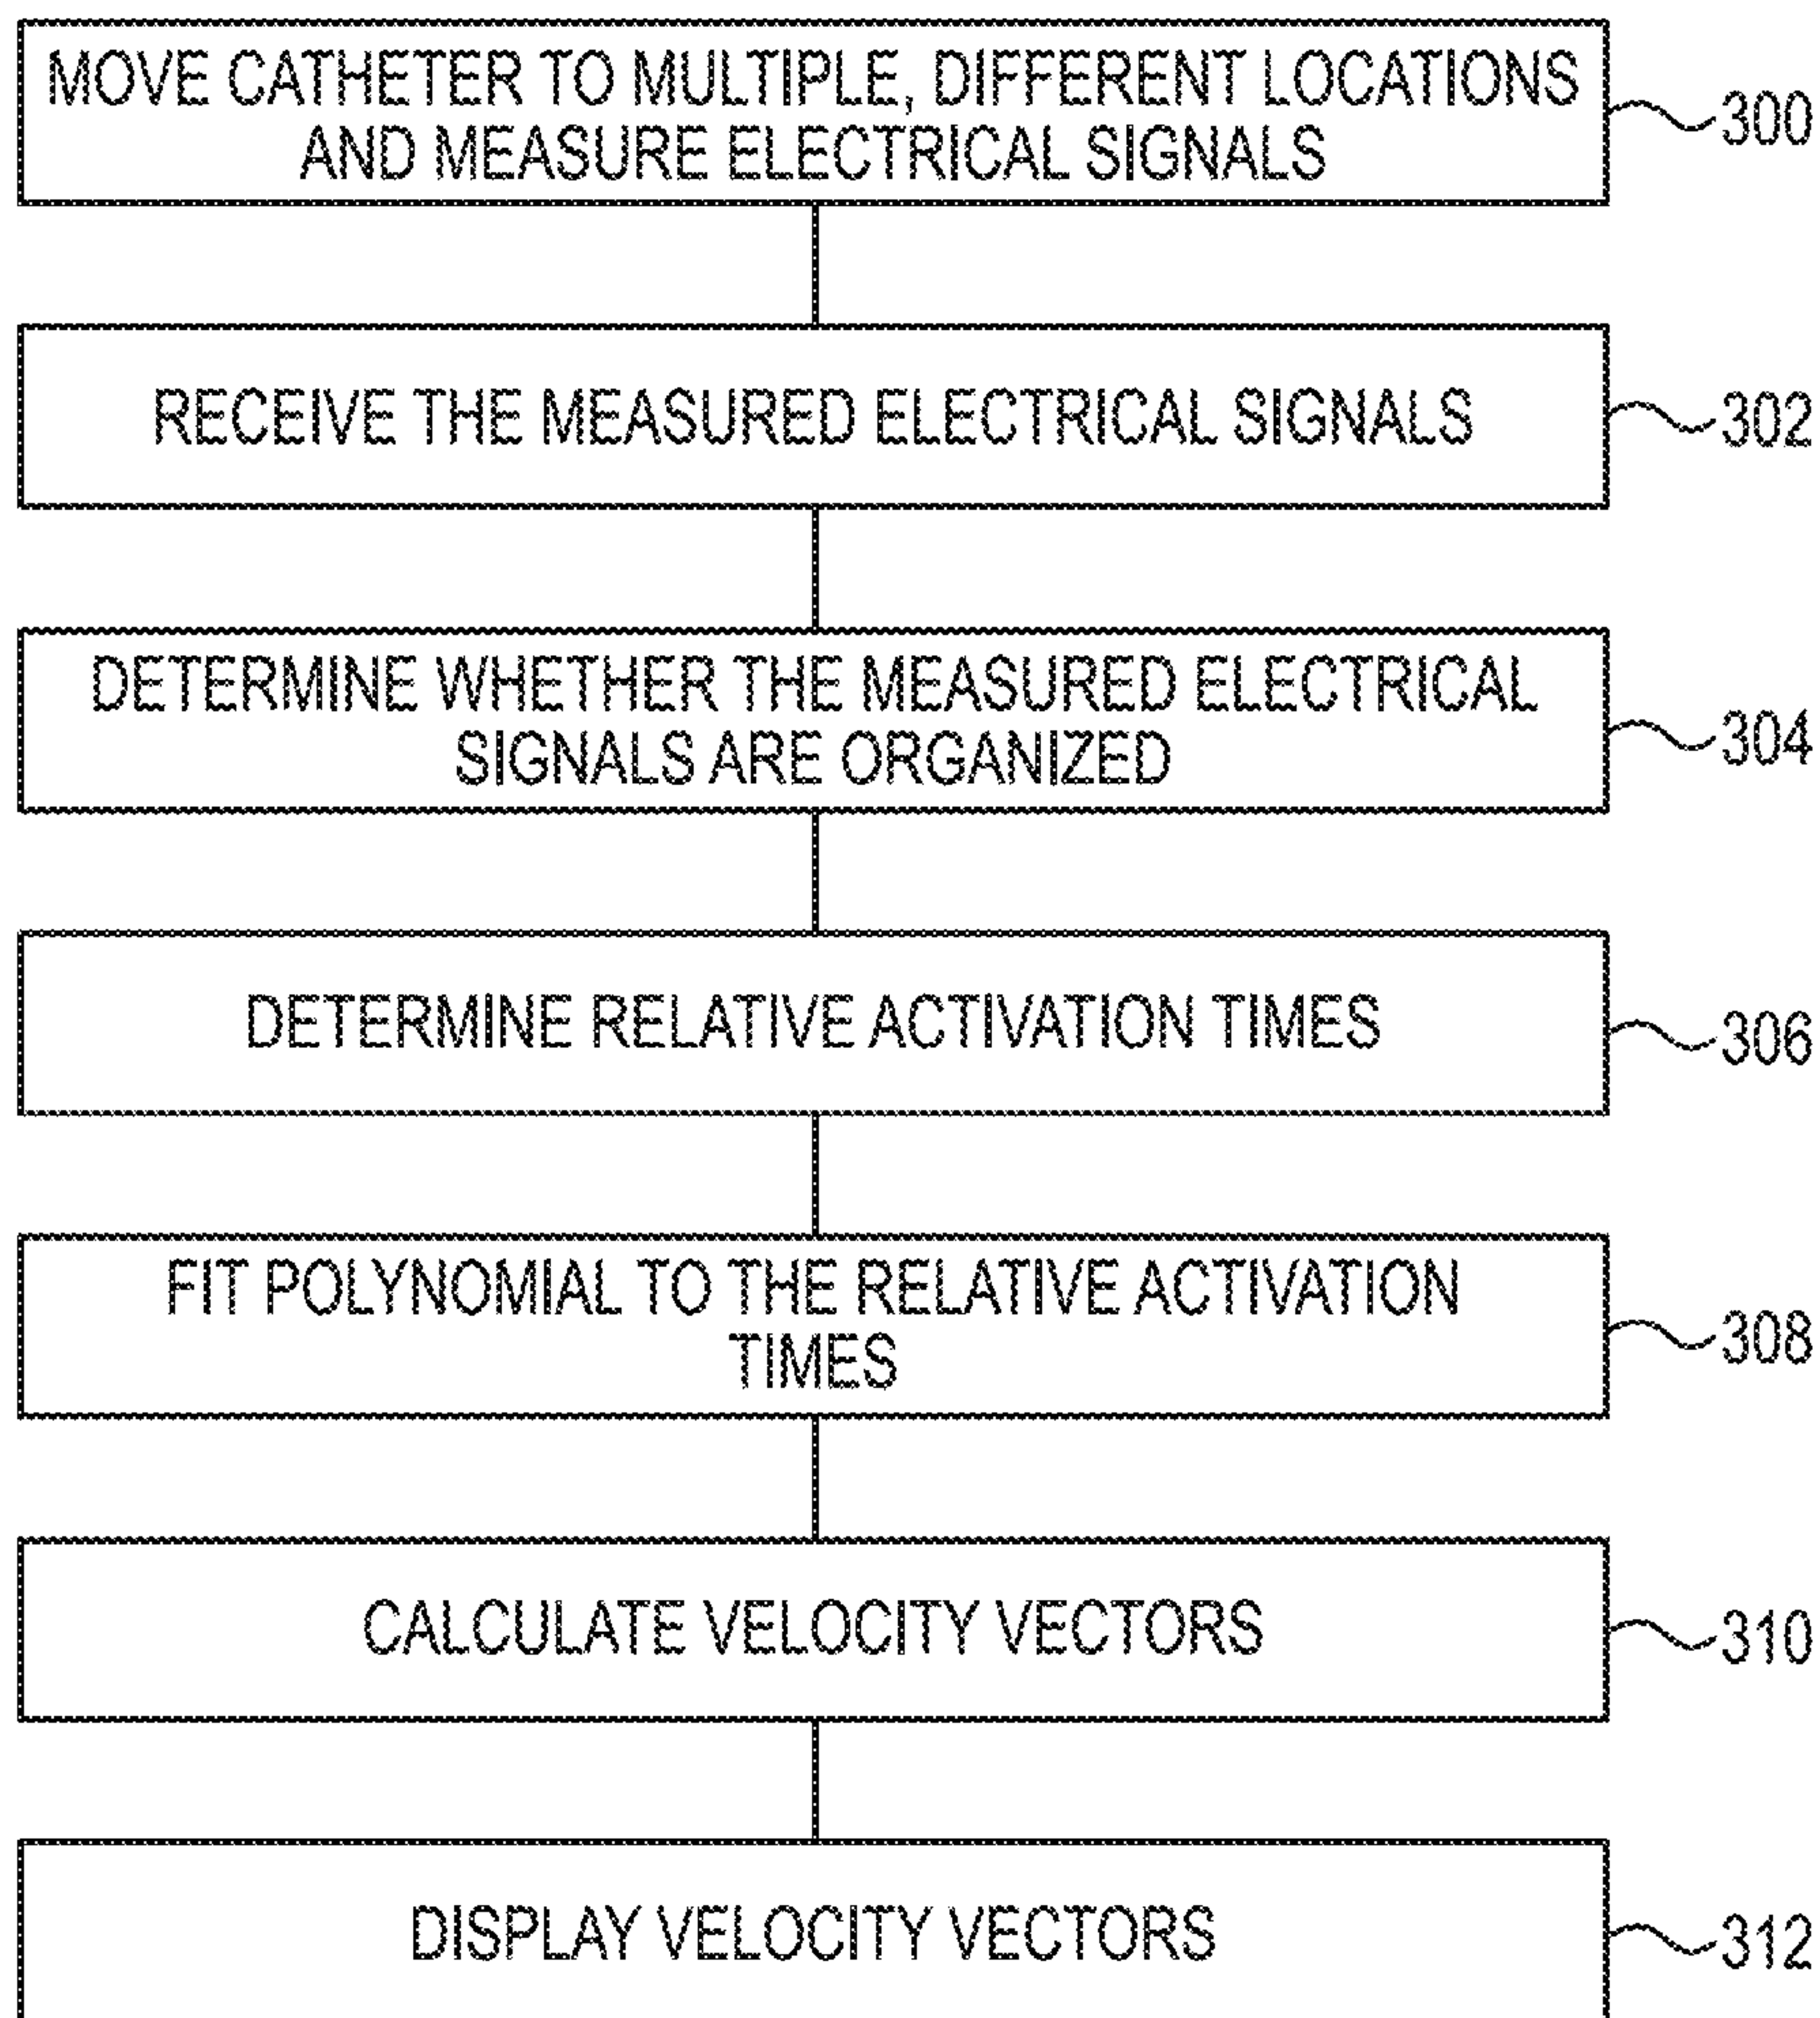 MOVE CATHETER TO MULTIPLE, DIFFERENT LOCATIONS
AND MEASURE ELECTRICAL SIGNALS
300
RECEIVE THE MEASURED ELECTRICAL SIGNALS
302
DETERMINE WHETHER THE MEASURED ELECTRICAL
SIGNALS ARE ORGANIZED
304
DETERMINE RELATIVE ACTIVATION TIMES
306
FIT POLYNOMIAL TO THE RELATIVE ACTIVATION
TIMES
308
CALCULATE VELOCITY VECTORS
310
DISPLAY VELOCITY VECTORS
312